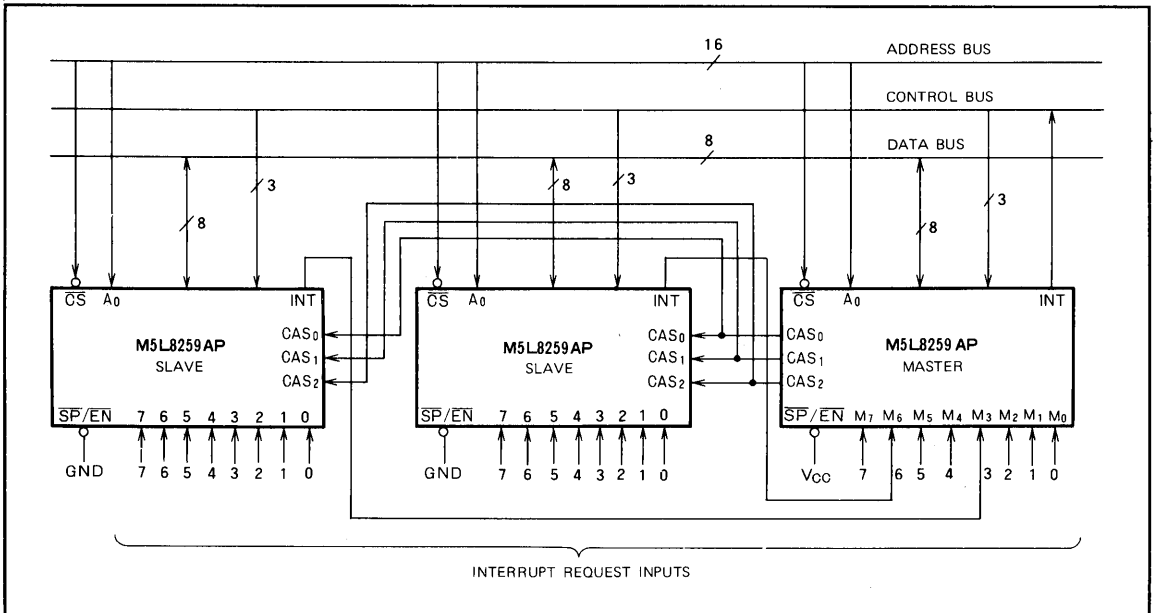 16
ADDRESS BUS
CONTROL BUS
8
DATA BUS
3
8
8
3
3
8
CS A0 INT
CS A0 INT
CS A0 INT
CAS0
CAS1
CAS2
M5L8259AP
SLAVE
CAS0
CAS1
CAS2
M5L8259AP
SLAVE
CAS0
CAS1
CAS2
M5L8259AP
MASTER
SP/EN 7 6 5 4 3 2 1 0
SP/EN 7 6 5 4 3 2 1 0
SP/EN M7 M6 M5 M4 M3 M2 M1 M0
GND 7 6 5 4 3 2 1 0
GND 7 6 5 4 3 2 1 0
VCC 7 6 5 4 3 2 1 0
INTERRUPT REQUEST INPUTS